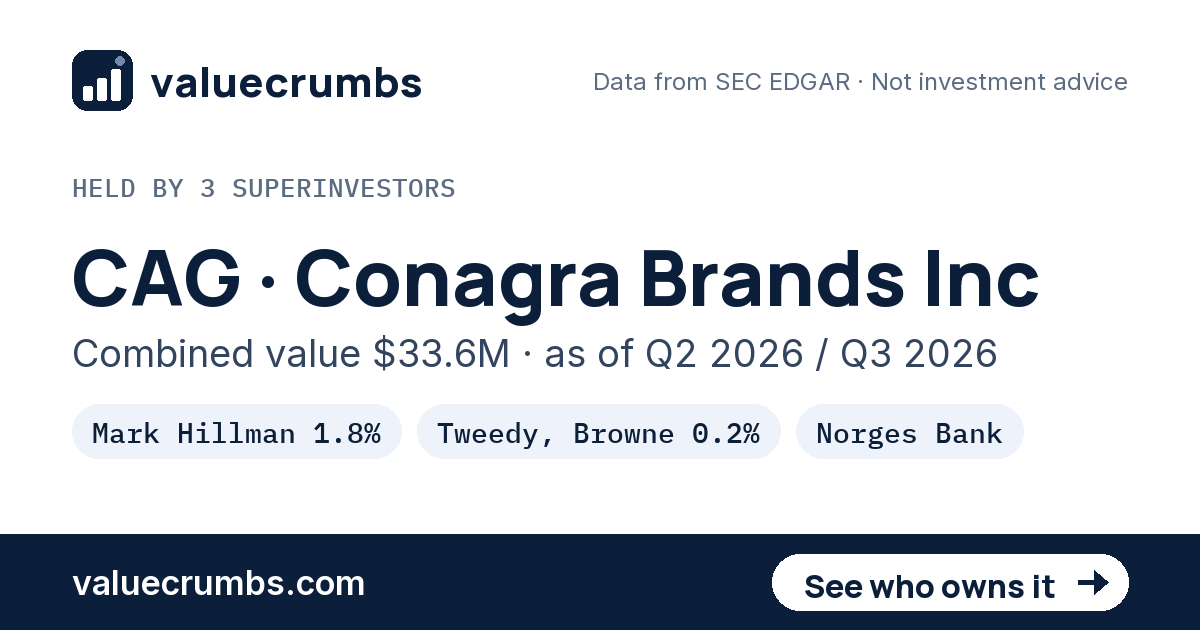 valuecrumbs
Data from SEC EDGAR · Not investment advice
HELD BY 3 SUPERINVESTORS
CAG · Conagra Brands Inc
Combined value $33.6M · as of Q2 2026 / Q3 2026
Mark Hillman 1.8%
Tweedy, Browne 0.2%
Norges Bank
valuecrumbs.com
See who owns it →